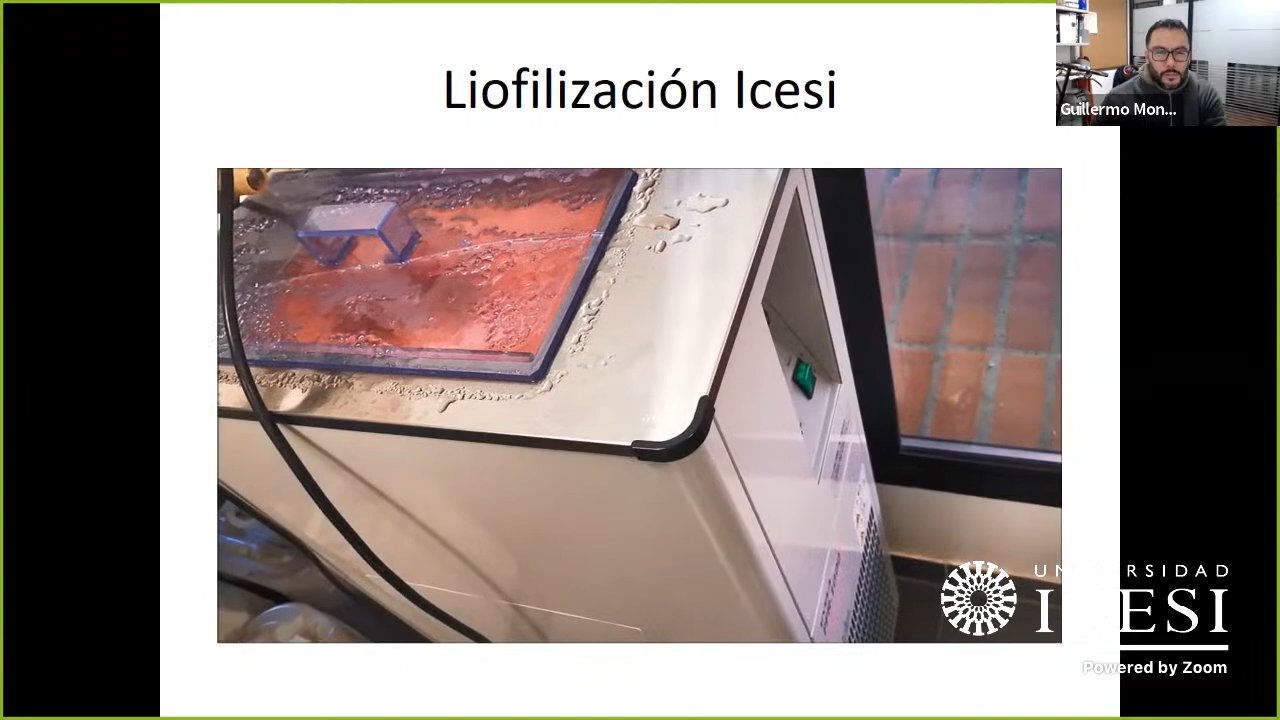 Liofilización Icesi
Guillermo Mon...
UNIVERSIDAD
ICESI
Powered by Zoom